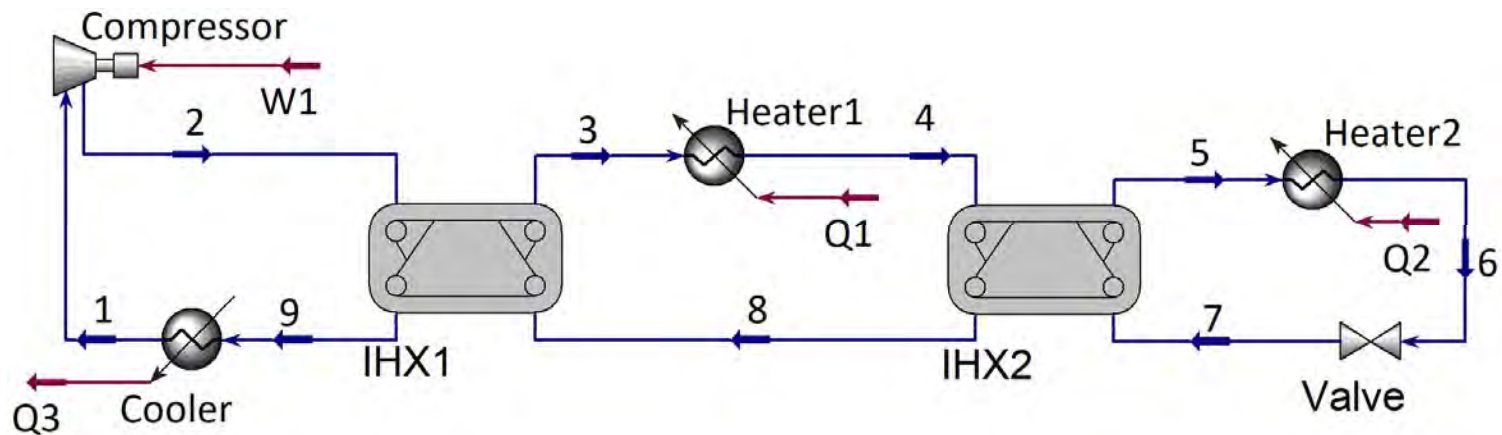 Compressor
W1
2
3
Heater1
4
5
Heater2
Q1
Q2
6
1
9
8
7
IHX1
IHX2
Valve
Q3
Cooler